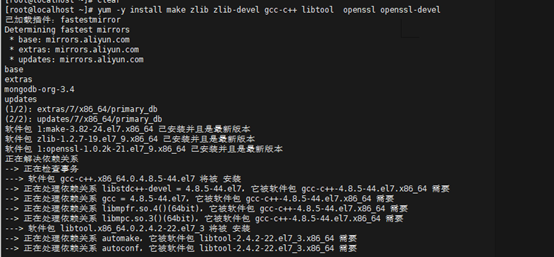 [root@localhost ~]# clear
[root@localhost ~]# yum -y install make zlib zlib-devel gcc-c++ libtool  openssl openssl-devel
已加载插件：fastestmirror
Determining fastest mirrors
 * base: mirrors.aliyun.com
 * extras: mirrors.aliyun.com
 * updates: mirrors.aliyun.com
base
extras
mongodb-org-3.4
updates
(1/2): extras/7/x86_64/primary_db
(2/2): updates/7/x86_64/primary_db
软件包 1:make-3.82-24.el7.x86_64 已安装并且是最新版本
软件包 zlib-1.2.7-19.el7_9.x86_64 已安装并且是最新版本
软件包 1:openssl-1.0.2k-21.el7_9.x86_64 已安装并且是最新版本
正在解决依赖关系
--> 正在检查事务
---> 软件包 gcc-c++.x86_64.0.4.8.5-44.el7 将被 安装
--> 正在处理依赖关系 libstdc++-devel = 4.8.5-44.el7，它被软件包 gcc-c++-4.8.5-44.el7.x86_64 需要
--> 正在处理依赖关系 gcc = 4.8.5-44.el7，它被软件包 gcc-c++-4.8.5-44.el7.x86_64 需要
--> 正在处理依赖关系 libmpfr.so.4()(64bit)，它被软件包 gcc-c++-4.8.5-44.el7.x86_64 需要
--> 正在处理依赖关系 libmpc.so.3()(64bit)，它被软件包 gcc-c++-4.8.5-44.el7.x86_64 需要
---> 软件包 libtool.x86_64.0.2.4.2-22.el7_3 将被 安装
--> 正在处理依赖关系 automake，它被软件包 libtool-2.4.2-22.el7_3.x86_64 需要
--> 正在处理依赖关系 autoconf，它被软件包 libtool-2.4.2-22.el7_3.x86_64 需要